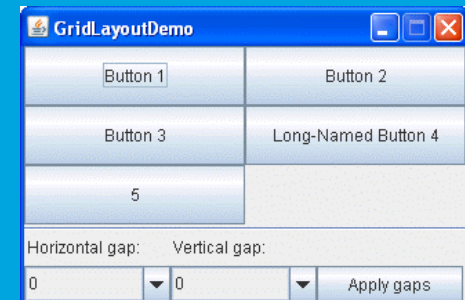 GridLayoutDemo
Button 1 Button 2
Button 3 Long-Named Button 4
5
Horizontal gap: Vertical gap:
0 0 Apply gaps